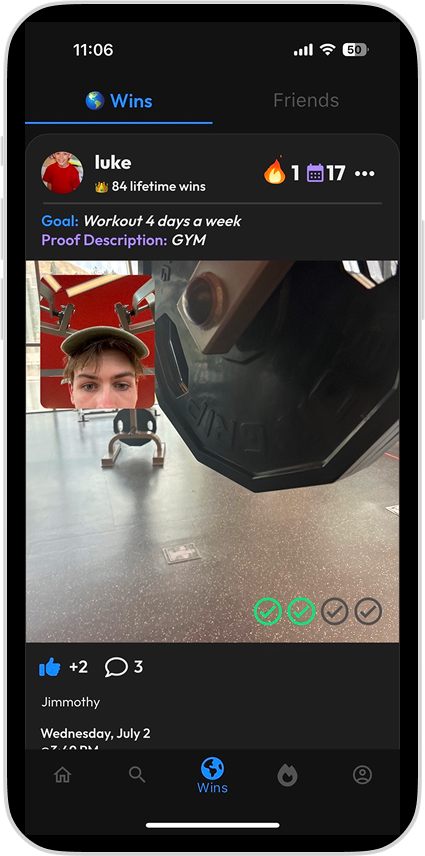 11:06
50
Wins
Friends
luke
84 lifetime wins
1
17
Goal: Workout 4 days a week
Proof Description: GYM
GRIP
+2
3
Jimmothy
Wednesday, July 2
Wins